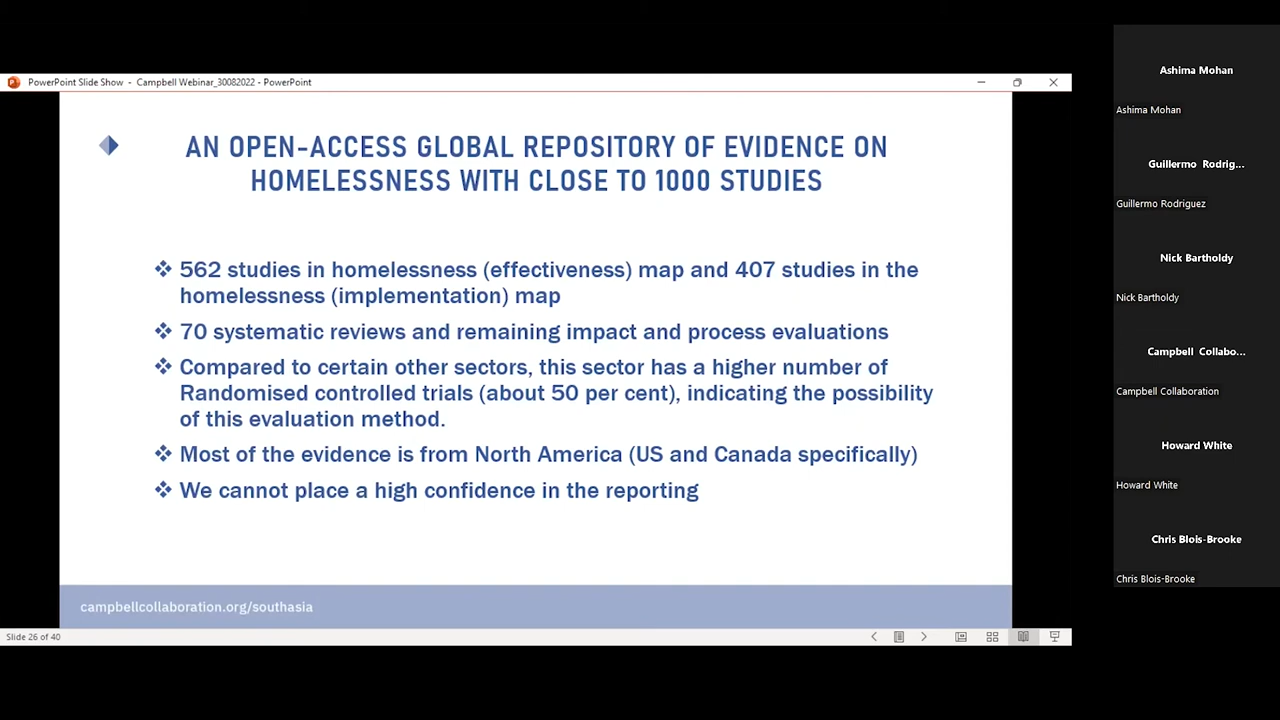 PowerPoint Slide Show - Campbell Webinar_30082022 - PowerPoint
AN OPEN-ACCESS GLOBAL REPOSITORY OF EVIDENCE ON
HOMELESSNESS WITH CLOSE TO 1000 STUDIES
562 studies in homelessness (effectiveness) map and 407 studies in the
homelessness (implementation) map
70 systematic reviews and remaining impact and process evaluations
Compared to certain other sectors, this sector has a higher number of
Randomised controlled trials (about 50 per cent), indicating the possibility
of this evaluation method.
Most of the evidence is from North America (US and Canada specifically)
We cannot place a high confidence in the reporting
campbellcollaboration.org/southasia
Slide 26 of 40
Ashima Mohan
Ashima Mohan
Guillermo Rodrig...
Guillermo Rodriguez
Nick Bartholdy
Nick Bartholdy
Campbell Collabo...
Campbell Collaboration
Howard White
Howard White
Chris Blois-Brooke
Chris Blois-Brooke